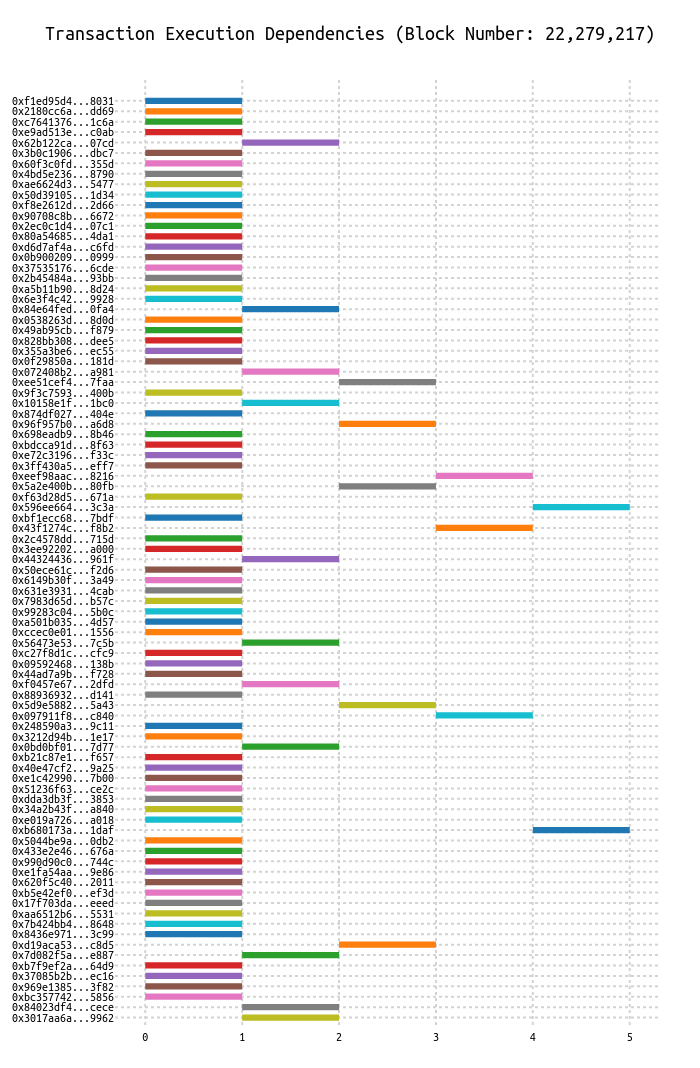 Transaction Execution Dependencies (Block Number: 22,279,217)
0xf1ed95d4...8031
0x2180cc6a...dd69
0xc7641376...1c6a
0xe9ad513e...c0ab
0x62b122ca...07cd
0x3b0c1906...dbc7
0x60f3c0fd...355d
0x4bd5e236...8790
0xae6624d3...5477
0x50d39105...1d34
0xf8e2612d...2d66
0x90708c8b...6672
0x2ec0c1d4...07c1
0x80a54685...4da1
0xd6d7af4a...c6fd
0x0b900209...0999
0x37535176...6cde
0x2b45484a...93bb
0xa5b11b90...8d24
0x6e3f4c42...9928
0x84e64fed...0fa4
0x0538263d...8d0d
0x49ab95cb...f879
0x828bb308...dee5
0x355a3be6...ec55
0x0f29850a...181d
0x072408b2...a981
0xee51cef4...7faa
0x9f3c7593...400b
0x10158e1f...1bc0
0x874df027...404e
0x96f957b0...a6d8
0x698eadb9...8b46
0xbdcca91d...8f63
0xe72c3196...f33c
0x3ff430a5...eff7
0xeef98aac...8216
0x5a2e400b...80fb
0xf63d28d5...671a
0x596ee664...3c3a
0xbf1ecc68...7bdf
0x43f1274c...f8b2
0x2c4578dd...715d
0x3ee92202...a000
0x44324436...961f
0x50ece61c...f2d6
0x6149b30f...3a49
0x631e3931...4cab
0x7983d65d...b57c
0x99283c04...5b0c
0xa501b035...4d57
0xccec0e01...1556
0x56473e53...7c5b
0xc27f8d1c...cfc9
0x09592468...138b
0x44ad7a9b...f728
0xf0457e67...2dfd
0x88936932...d141
0x5d9e5882...5a43
0x097911f8...c840
0x248590a3...9c11
0x3212d94b...1e17
0x0bd0bf01...7d77
0xb21c87e1...f657
0x40e47cf2...9a25
0xe1c42990...7b00
0x51236f63...ce2c
0xdda3db3f...3853
0x34a2b43f...a840
0xe019a726...a018
0xb680173a...1daf
0x5044be9a...0db2
0x433e2e46...676a
0x990d90c0...744c
0xe1fa54aa...9e86
0x620f5c40...2011
0xb5e42ef0...ef3d
0x17f703da...eeed
0xaa6512b6...5531
0x7b424bb4...8648
0x8436e971...3c99
0xd19aca53...c8d5
0x7d082f5a...e887
0xb7f9ef2a...64d9
0x37085b2b...ec16
0x969e1385...3f82
0xbc357742...5856
0x84023df4...cece
0x3017aa6a...9962
0 1 2 3 4 5